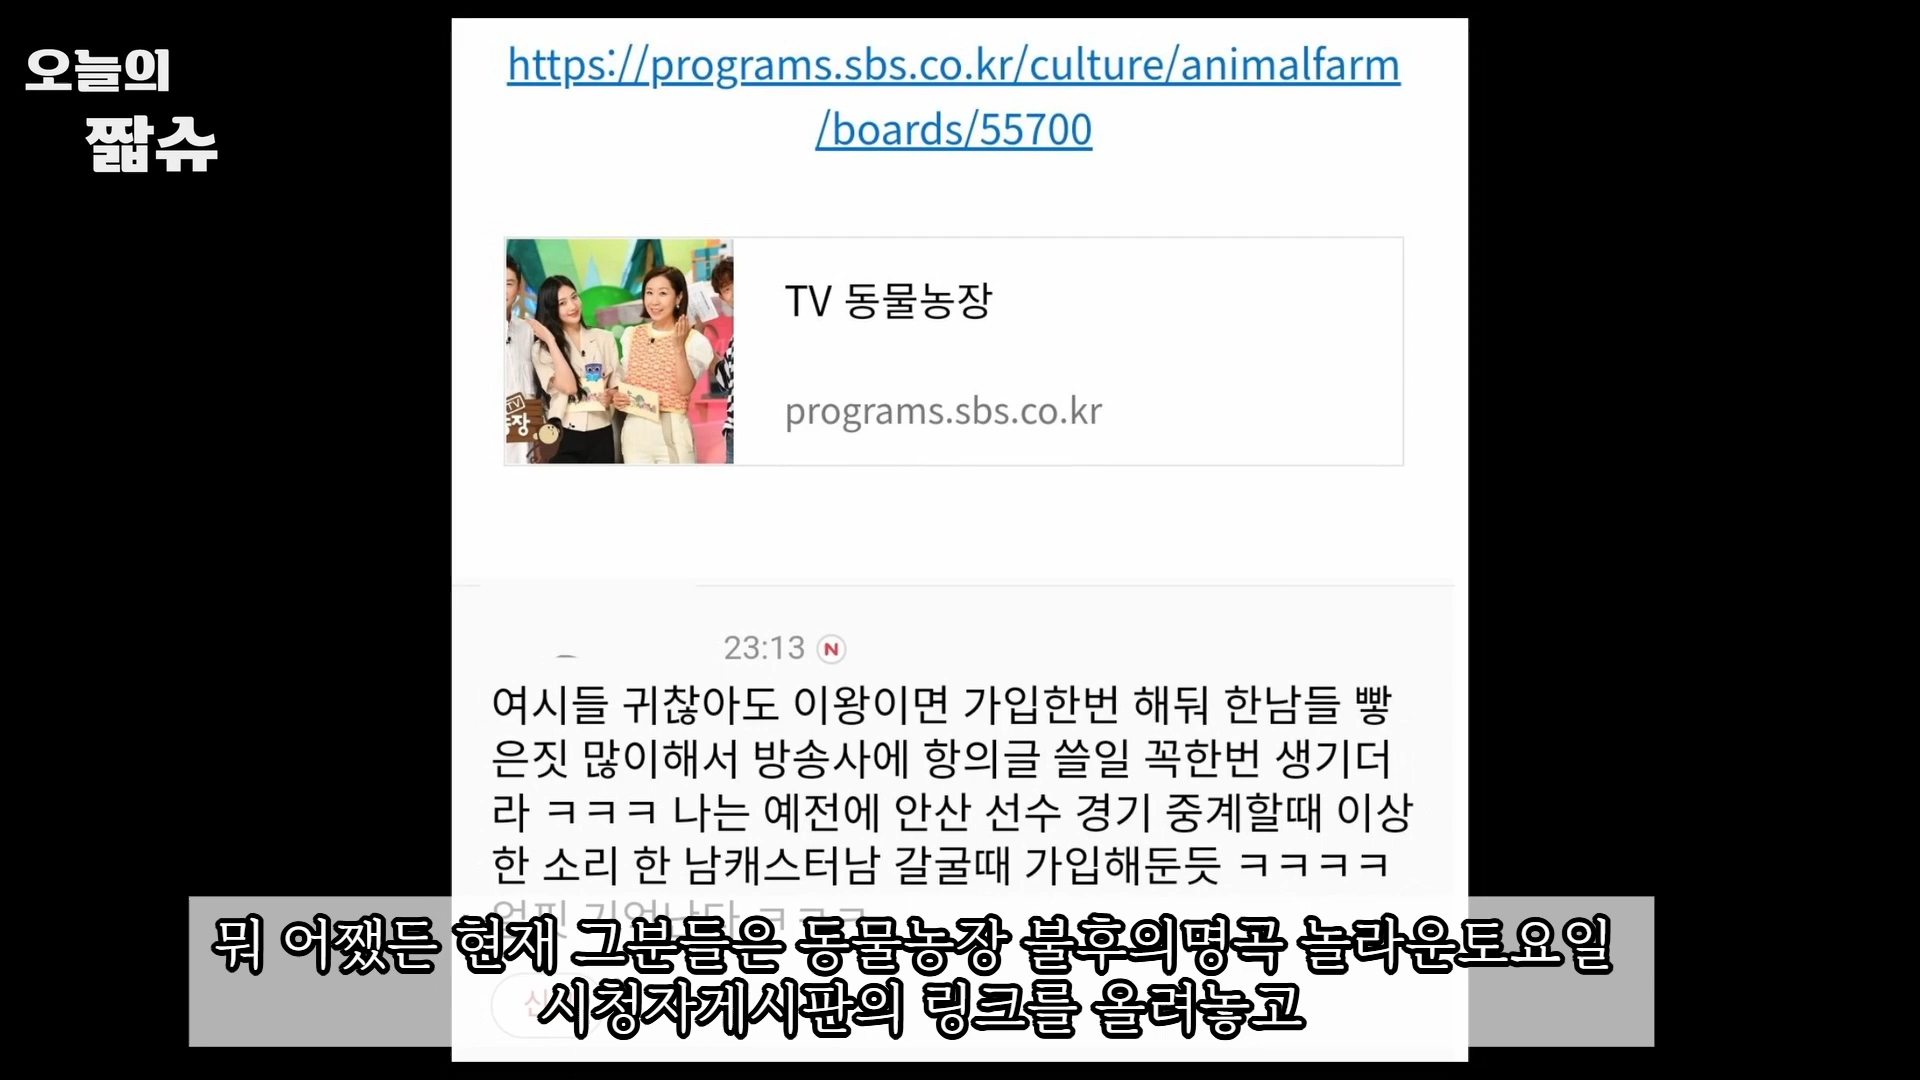 오늘의
짧슈
https://programs.sbs.co.kr/culture/animalfarm
/boards/55700
TV 동물농장
programs.sbs.co.kr
TV
농장
23:13 N
여시들 귀찮아도 이왕이면 가입한번 해둬 한남들 빻
은짓 많이해서 방송사에 항의글 쓸일 꼭한번 생기더
라 ㅋㅋㅋ 나는 예전에 안산 선수 경기 중계할때 이상
한 소리 한 남캐스터남 갈굴때 가입해둔듯 ㅋㅋㅋㅋ
뭐 어쨌든 현재 그분들은 동물농장 불후의명곡 놀라운토요일
시청자게시판의 링크를 올려놓고